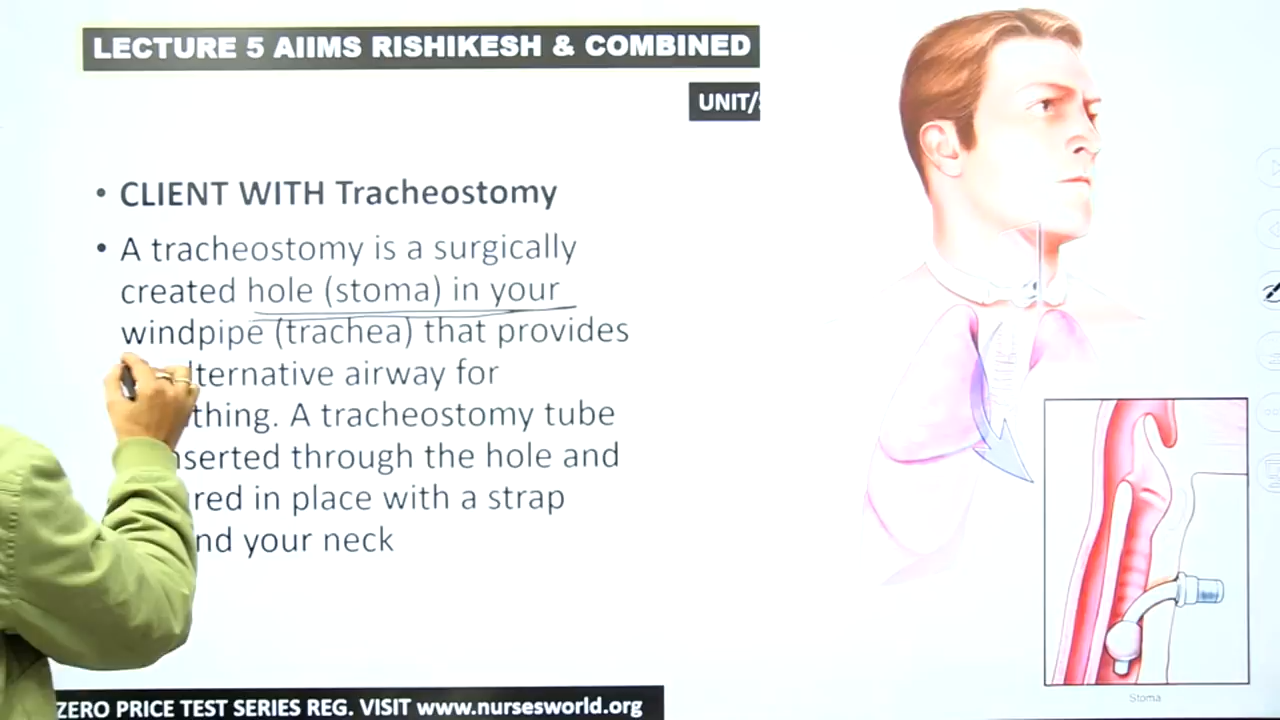 LECTURE 5 AIIMS RISHIKESH & COMBINED
UNIT/
• CLIENT WITH Tracheostomy
• A tracheostomy is a surgically
created hole (stoma) in your
windpipe (trachea) that provides
lternative airway for
thing. A tracheostomy tube
nserted through the hole and
red in place with a strap
nd your neck
Stoma
ZERO PRICE TEST SERIES REG. VISIT www.nursesworld.org